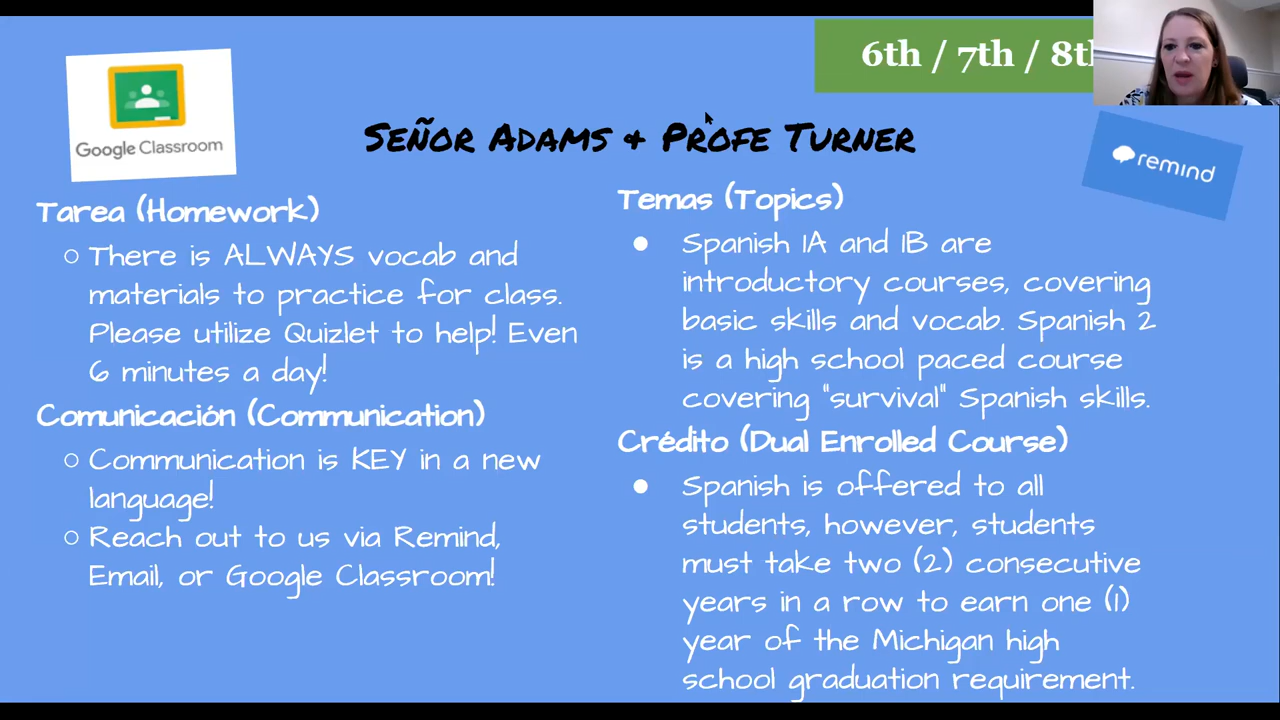 6th / 7th / 8th
Google Classroom
Señor Adams & Profe Turner
remind
Tarea (Homework)
There is ALWAYS vocab and
materials to practice for class.
Please utilize Quizlet to help! Even
6 minutes a day!
Comunicación (Communication)
Communication is KEY in a new
language!
Reach out to us via Remind,
Email, or Google Classroom!
Temas (Topics)
Spanish 1A and 1B are
introductory courses, covering
basic skills and vocab. Spanish 2
is a high school paced course
covering "survival" Spanish skills.
Crédito (Dual Enrolled Course)
Spanish is offered to all
students, however, students
must take two (2) consecutive
years in a row to earn one (1)
year of the Michigan high
school graduation requirement.